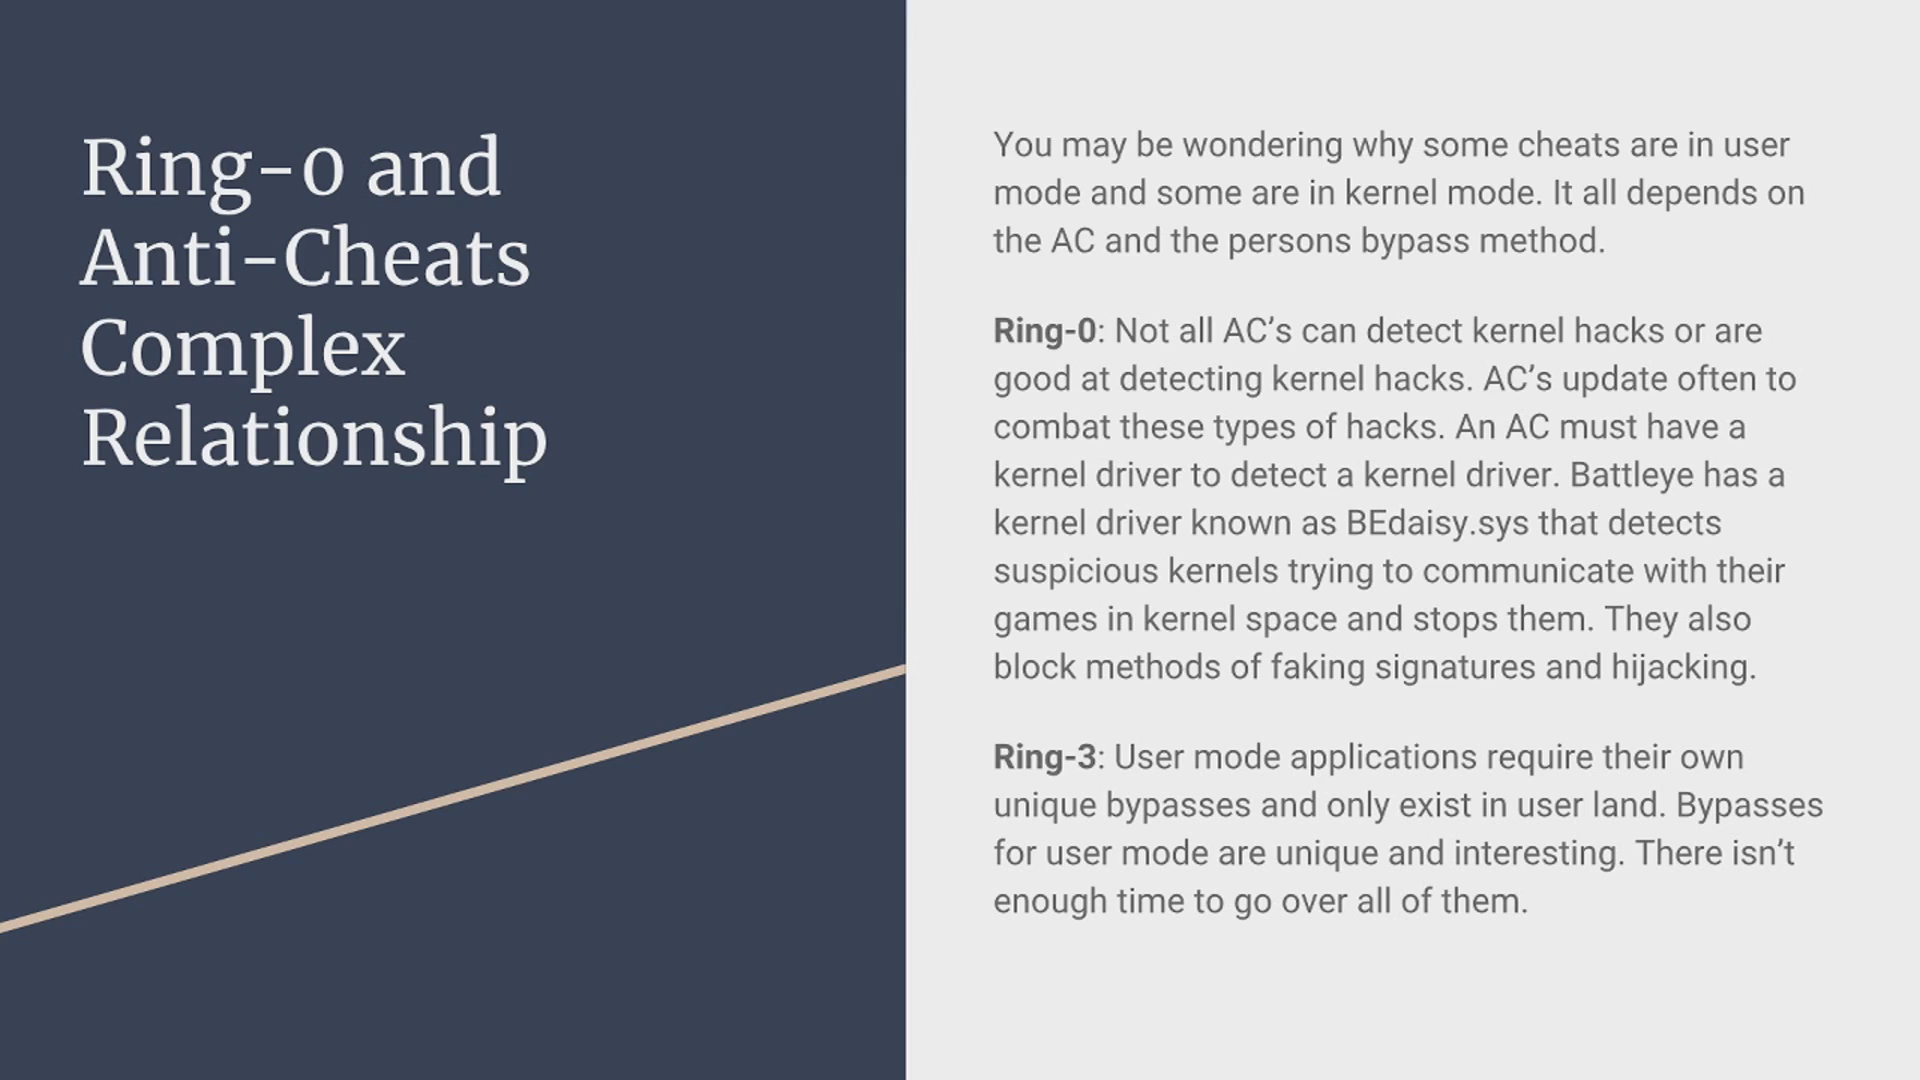 Ring-0 and
Anti-Cheats
Complex
Relationship
You may be wondering why some cheats are in user
mode and some are in kernel mode. It all depends on
the AC and the persons bypass method.
Ring-0: Not all AC’s can detect kernel hacks or are
good at detecting kernel hacks. AC’s update often to
combat these types of hacks. An AC must have a
kernel driver to detect a kernel driver. Battleye has a
kernel driver known as BEdaisy.sys that detects
suspicious kernels trying to communicate with their
games in kernel space and stops them. They also
block methods of faking signatures and hijacking.
Ring-3: User mode applications require their own
unique bypasses and only exist in user land. Bypasses
for user mode are unique and interesting. There isn’t
enough time to go over all of them.